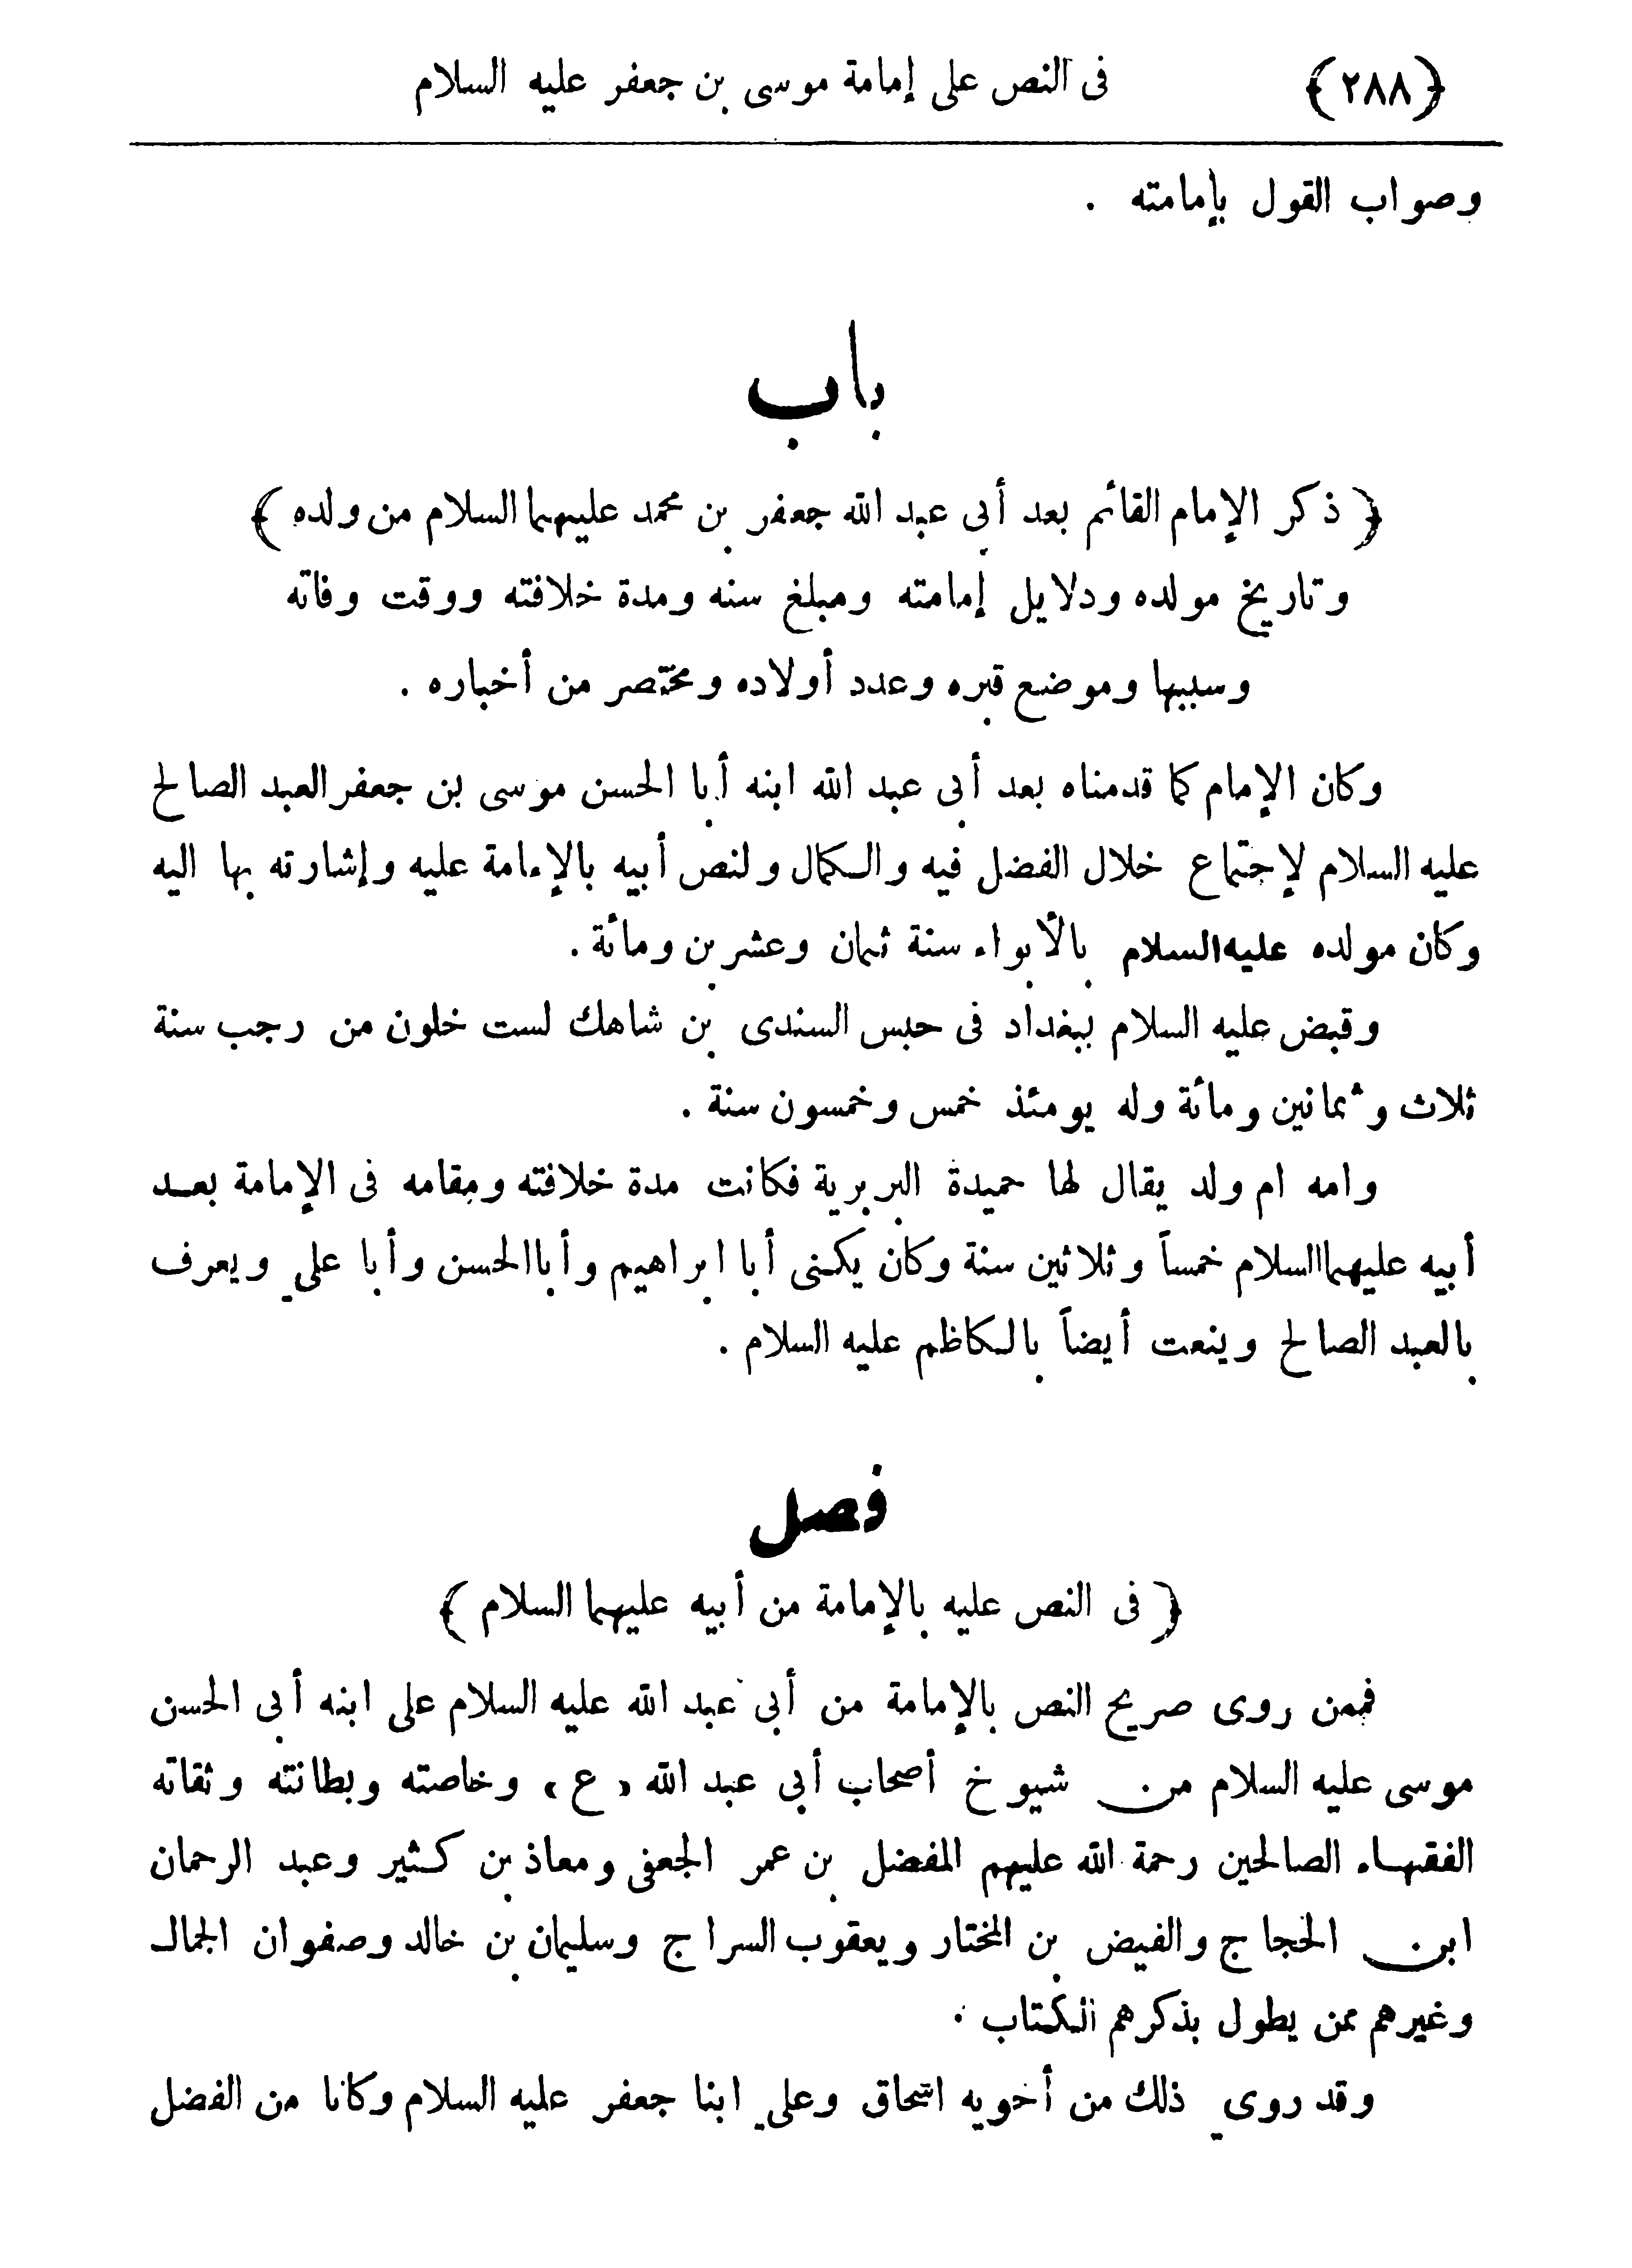 ﴿٢٨٨﴾ فى النص على إمامة موسى بن جعفر عليه السلام
وصواب القول بإمامته .
باب
﴿ ذكر الإمام القائم بعد أبي عبد الله جعفر بن محمد عليهما السلام من ولده ﴾
وتاريخ مولده ودلايل إمامته ومبلغ سنه ومدة خلافته ووقت وفاته
وسببها وموضع قبره وعدد أولاده ومختصر من أخباره .
وكان الإمام كما قدمناه بعد أبي عبد الله ابنه أبا الحسن موسى بن جعفر العبد الصالح
عليه السلام لإجتماع خلال الفضل فيه والكمال ولنص أبيه بالإمامة عليه وإشارته بها اليه
وكان مولده عليه السلام بالأبواء سنة ثمان وعشرين ومائة .
وقبض عليه السلام ببغداد فى حبس السندى بن شاهك لست خلون من رجب سنة
ثلاث وثمانين ومائة وله يومئذ خمس وخمسون سنة .
وامه ام ولد يقال لها حميدة البربرية فكانت مدة خلافته ومقامه فى الإمامة بعد
أبيه عليهما السلام خمساً وثلاثين سنة وكان يكنى أبا ابراهيم وأبا الحسن وأبا علي ويعرف
بالعبد الصالح وينعت أيضاً بالكاظم عليه السلام .
فصل
﴿ فى النص عليه بالإمامة من أبيه عليهما السلام ﴾
فممن روى صريح النص بالإمامة من أبي عبد الله عليه السلام على ابنه أبي الحسن
موسى عليه السلام من شيوخ أصحاب أبي عبد الله «ع» وخاصته وبطانته وثقاته
الفقهاء الصالحين رحمة الله عليهم المفضل بن عمر الجعفى ومعاذ بن كثير وعبد الرحمان
ابن الحجاج والفيض بن المختار ويعقوب السراج وسليمان بن خالد وصفوان الجمال
وغيرهم ممن يطول بذكرهم الكتاب .
وقد روي ذلك من أخويه اسحاق وعلي ابنا جعفر عليه السلام وكانا من الفضل